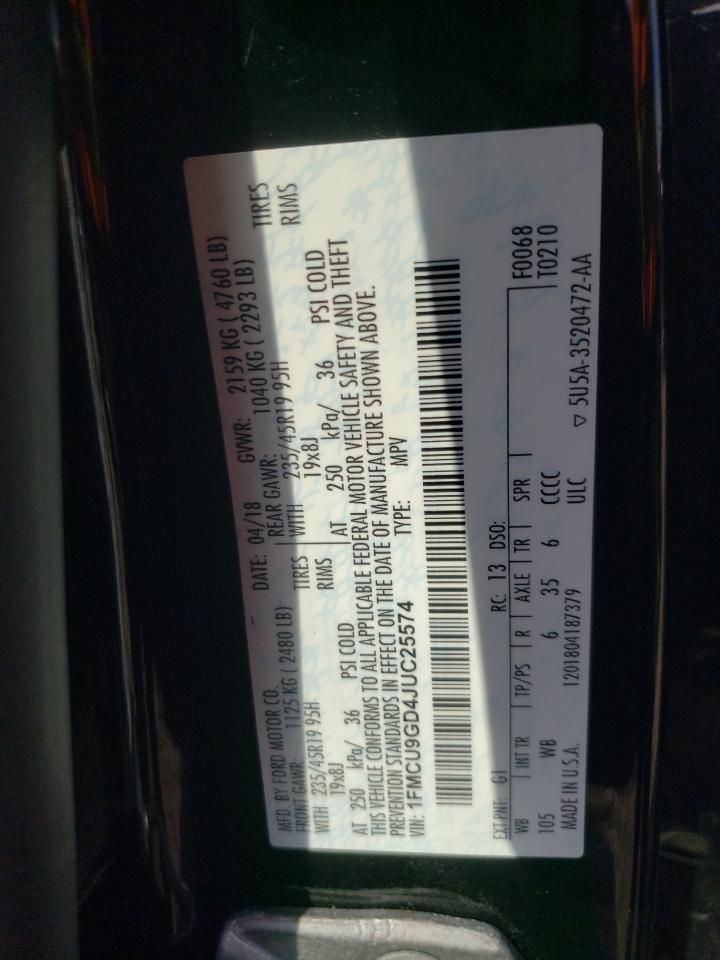 MFD. BY FORD MOTOR CO. DATE: 04/18 GVWR: 2159 KG ( 4760 LB)
FRONT GAWR: 1125 KG ( 2480 LB) REAR GAWR: 1040 KG ( 2293 LB)
WITH 235/45R19 95H TIRES WITH 235/45R19 95H TIRES
19x8J RIMS 19x8J RIMS
AT 250 kPa/ 36 PSI COLD AT 250 kPa/ 36 PSI COLD
THIS VEHICLE CONFORMS TO ALL APPLICABLE FEDERAL MOTOR VEHICLE SAFETY AND THEFT
PREVENTION STANDARDS IN EFFECT ON THE DATE OF MANUFACTURE SHOWN ABOVE.
VIN: 1FMCU9GD4JUC25574 TYPE: MPV
EXT PNT: G1 RC: 13 DSO: F0068
WB INT TR TP/PS R AXLE TR SPR T0210
105 WB 6 35 6 CCCC
MADE IN U.S.A. 1201804187379 ULC ▽ 5U5A-3520472-AA